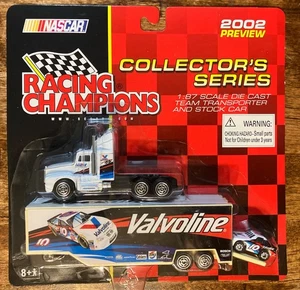 NASCAR
2002
PREVIEW
RACING
CHAMPIONS
COLLECTOR'S
SERIES
1:87 SCALE DIE CAST
TEAM TRANSPORTER
AND STOCK CAR
WARNING:
CHOKING HAZARD-Small parts
Not for Children under 3 years
Valvoline
10
10
8+